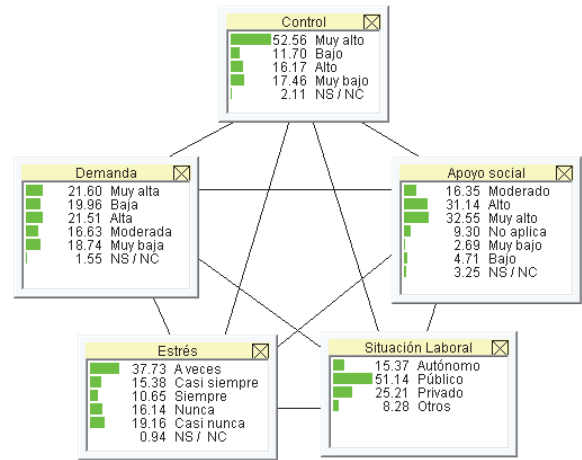 Control
52.56 Muy alto
11.70 Bajo
16.17 Alto
17.46 Muy bajo
2.11 NS / NC
Demanda
21.60 Muy alta
19.96 Baja
21.51 Alta
16.63 Moderada
18.74 Muy baja
1.55 NS / NC
Apoyo social
16.35 Moderado
31.14 Alto
32.55 Muy alto
9.30 No aplica
2.69 Muy bajo
4.71 Bajo
3.25 NS / NC
Estrés
37.73 A veces
15.38 Casi siempre
10.65 Siempre
16.14 Nunca
19.16 Casi nunca
0.94 NS / NC
Situación Laboral
15.37 Autónomo
51.14 Público
25.21 Privado
8.28 Otros